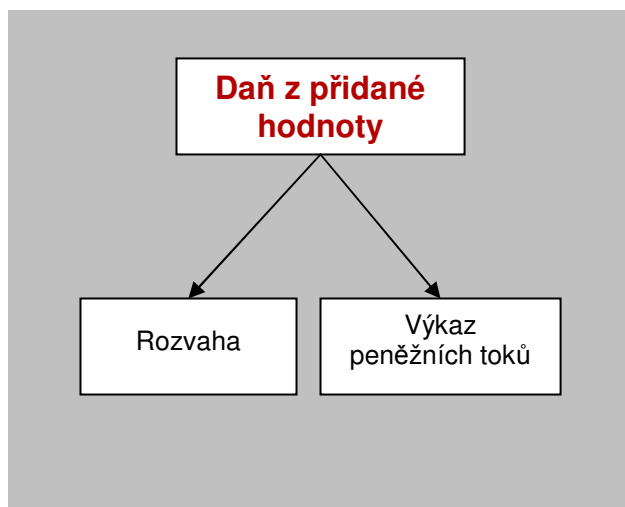 Daň z přidané
hodnoty
Rozvaha
Výkaz
peněžních toků